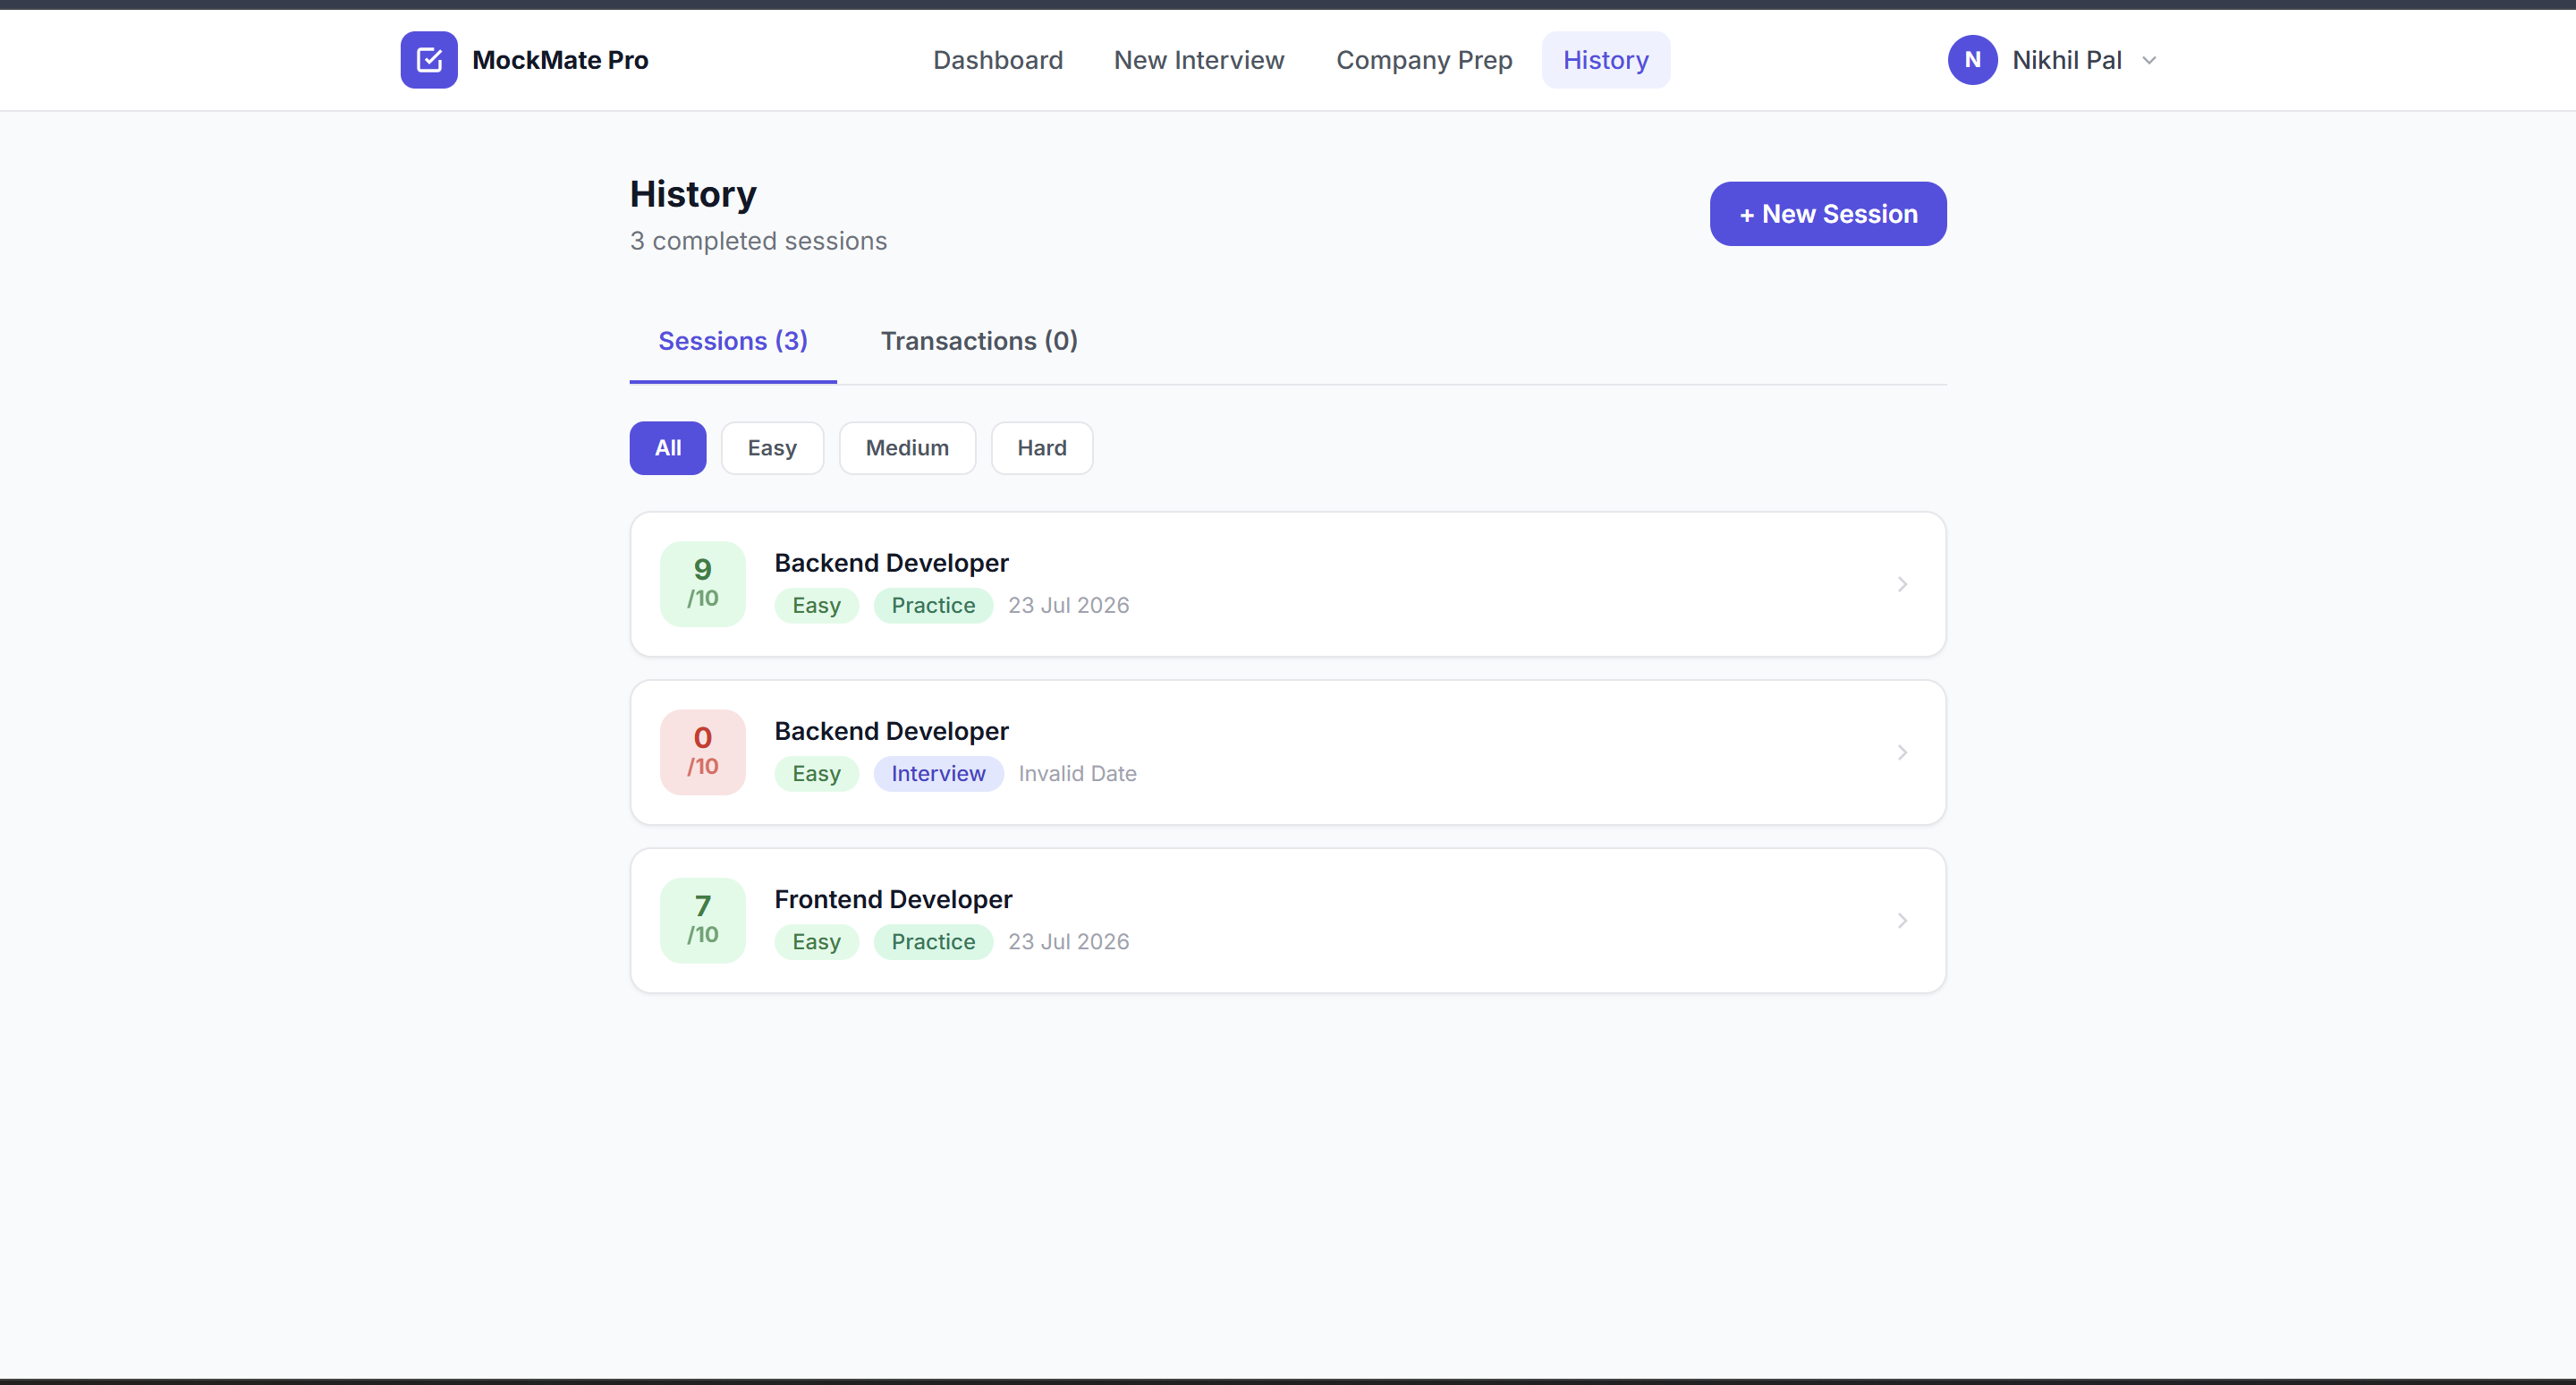 MockMate Pro
Dashboard New Interview Company Prep History
N Nikhil Pal
History
3 completed sessions
+ New Session
Sessions (3) Transactions (0)
All Easy Medium Hard
9
/10
Backend Developer
Easy Practice 23 Jul 2026
0
/10
Backend Developer
Easy Interview Invalid Date
7
/10
Frontend Developer
Easy Practice 23 Jul 2026